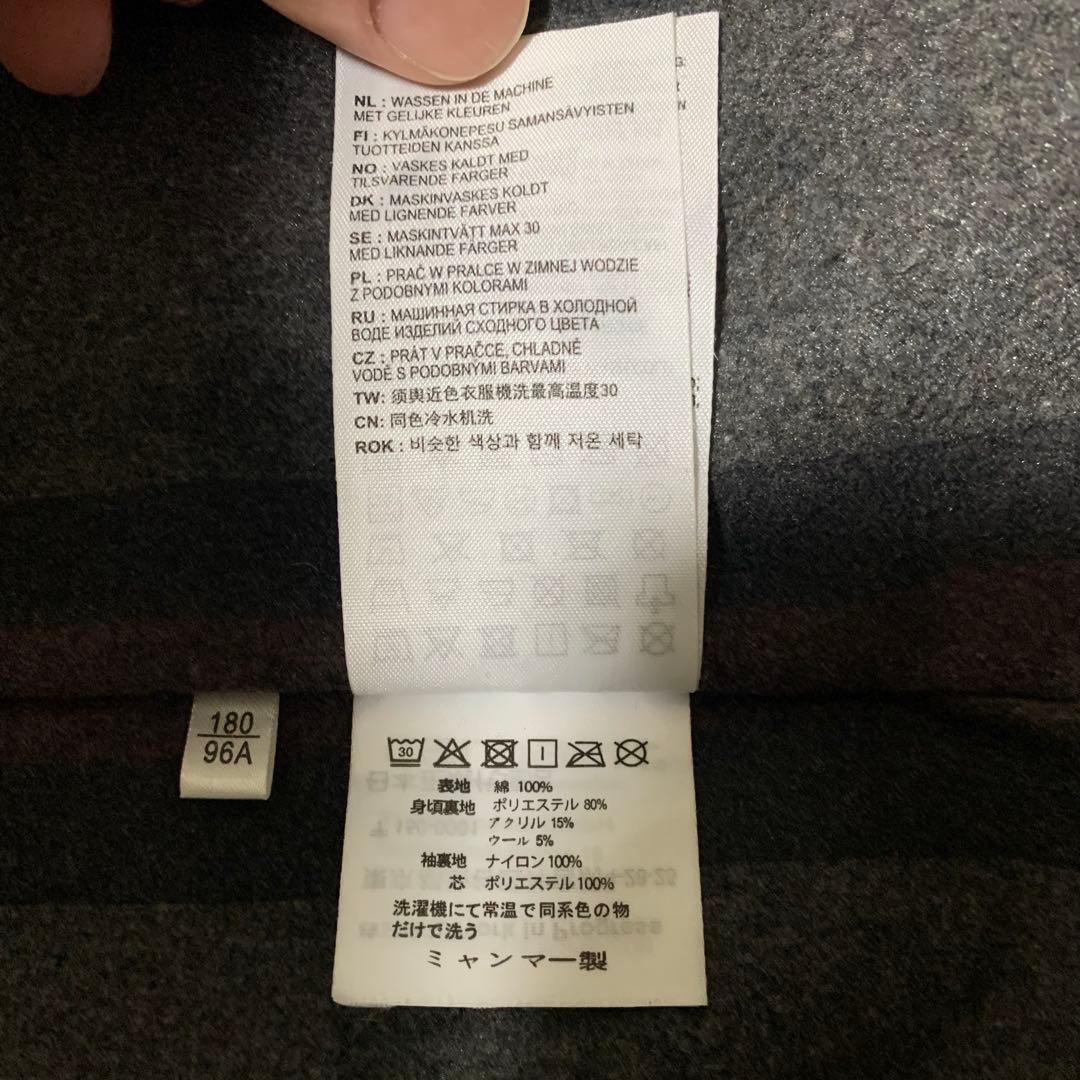 NL : WASSEN IN DE MACHINE
MET GELIJKE KLEUREN
FI : KYLMÄKONEPESU SAMANSÄVYISTEN
TUOTTEIDEN KANSSA
NO : VASKES KALDT MED
TILSVARENDE FARGER
DK : MASKINVASKES KOLDT
MED LIGNENDE FARVER
SE : MASKINTVÄTT MAX 30
MED LIKNANDE FÄRGER
PL : PRAĆ W PRALCE W ZIMNEJ WODZIE
Z PODOBNYMI KOLORAMI
RU : МАШИННАЯ СТИРКА В ХОЛОДНОЙ
ВОДЕ ИЗДЕЛИЙ СХОДНОГО ЦВЕТА
CZ : PRÁT V PRAČCE, CHLADNÉ
VODĚ S PODOBNÝMI BARVAMI
TW: 须舆近色衣服機洗最高温度30
CN: 同色冷水机洗
ROK : 비슷한 색상과 함께 저온 세탁
180
96A
30
表地 綿 100%
身頃裏地 ポリエステル 80%
アクリル 15%
ウール 5%
袖裏地 ナイロン 100%
芯 ポリエステル 100%
洗濯機にて常温で同系色の物
だけで洗う
ミャンマー製